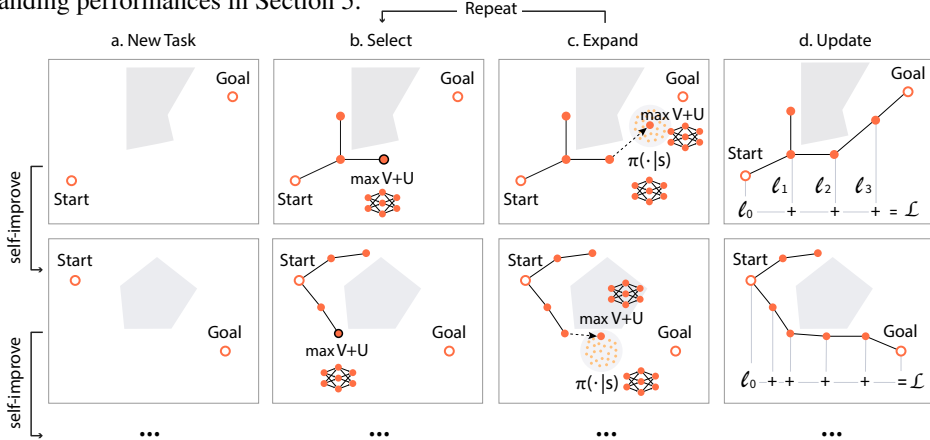 anding performances in Section 5.
Repeat
a. New Task
b. Select
c. Expand
d. Update
self-improve
Goal
Start
max V+U
Start
Goal
Start
max V+U
π(·|s)
Goal
Start
Goal
Start
ℓ0 ℓ1 ℓ2 ℓ3
+ + + = ℒ
self-improve
Start
Goal
Start
max V+U
Goal
Start
max V+U
π(·|s)
Goal
Start
Goal
ℓ0 + + + + = ℒ
... ... ... ...